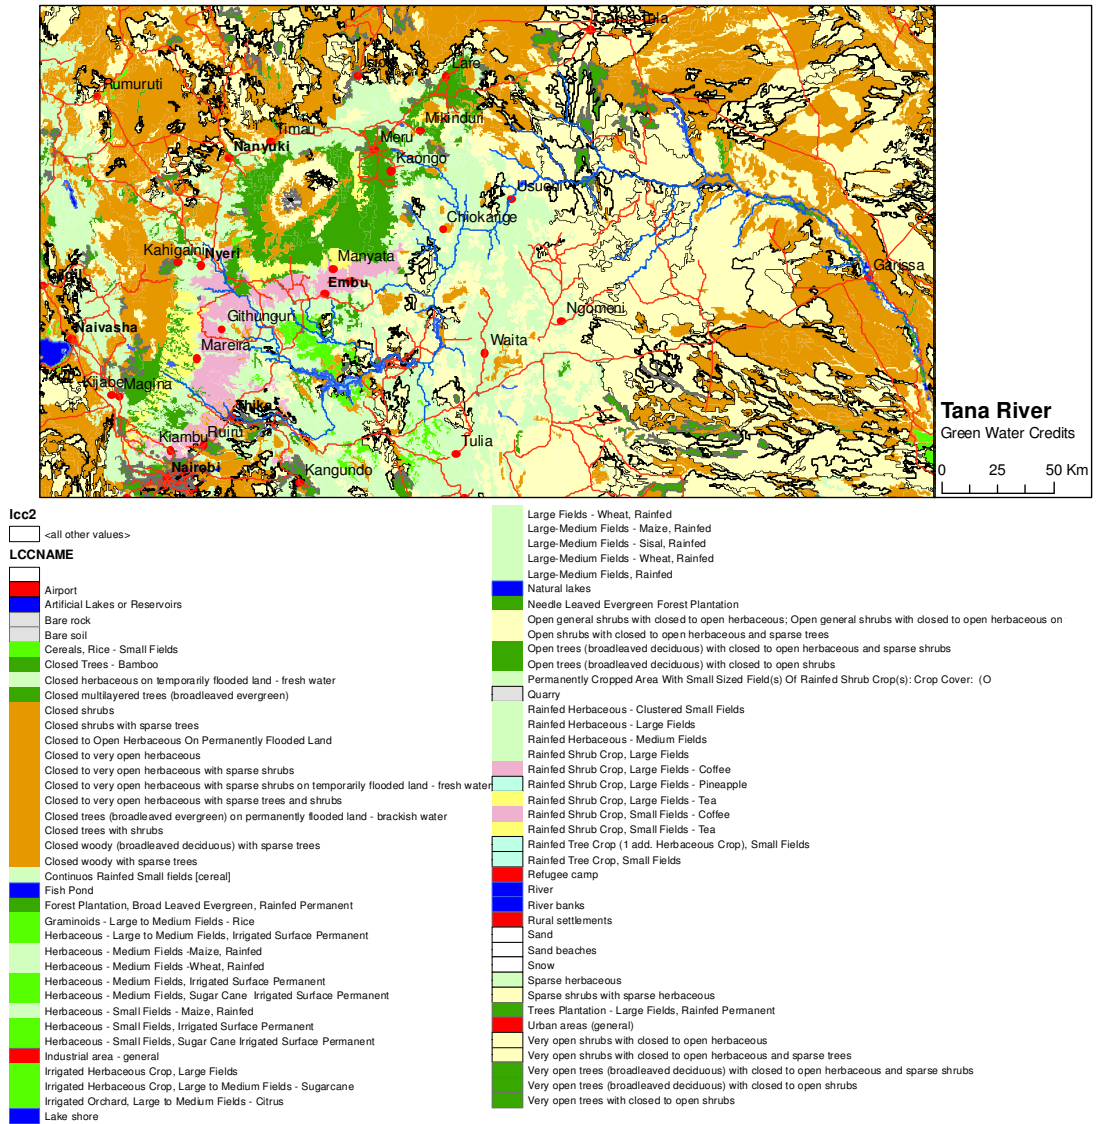 Garba Tula
Isiolo
Lare
Rumuruti
Mikinduri
Timau
Meru
Nanyuki
Kaongo
Usueni
Chiokarige
Kahigaini
Nyeri
Manyata
Garissa
Gilgil
Embu
Ngomeni
Githunguri
Naivasha
Mareira
Waita
Kijabe
Magina
Thika
Tana River
Green Water Credits
Kiambu
Ruiru
Tulia
Nairobi
Kangundo
0 25 50 Km
lcc2
<all other values>
LCCNAME
Airport
Artificial Lakes or Reservoirs
Bare rock
Bare soil
Cereals, Rice - Small Fields
Closed Trees - Bamboo
Closed herbaceous on temporarily flooded land - fresh water
Closed multilayered trees (broadleaved evergreen)
Closed shrubs
Closed shrubs with sparse trees
Closed to Open Herbaceous On Permanently Flooded Land
Closed to very open herbaceous
Closed to very open herbaceous with sparse shrubs
Closed to very open herbaceous with sparse shrubs on temporarily flooded land - fresh water
Closed to very open herbaceous with sparse trees and shrubs
Closed trees (broadleaved evergreen) on permanently flooded land - brackish water
Closed trees with shrubs
Closed woody (broadleaved deciduous) with sparse trees
Closed woody with sparse trees
Continuos Rainfed Small fields [cereal]
Fish Pond
Forest Plantation, Broad Leaved Evergreen, Rainfed Permanent
Graminoids - Large to Medium Fields - Rice
Herbaceous - Large to Medium Fields, Irrigated Surface Permanent
Herbaceous - Medium Fields -Maize, Rainfed
Herbaceous - Medium Fields -Wheat, Rainfed
Herbaceous - Medium Fields, Irrigated Surface Permanent
Herbaceous - Medium Fields, Sugar Cane Irrigated Surface Permanent
Herbaceous - Small Fields - Maize, Rainfed
Herbaceous - Small Fields, Irrigated Surface Permanent
Herbaceous - Small Fields, Sugar Cane Irrigated Surface Permanent
Industrial area - general
Irrigated Herbaceous Crop, Large Fields
Irrigated Herbaceous Crop, Large to Medium Fields - Sugarcane
Irrigated Orchard, Large to Medium Fields - Citrus
Lake shore
Large Fields - Wheat, Rainfed
Large-Medium Fields - Maize, Rainfed
Large-Medium Fields - Sisal, Rainfed
Large-Medium Fields - Wheat, Rainfed
Large-Medium Fields, Rainfed
Natural lakes
Needle Leaved Evergreen Forest Plantation
Open general shrubs with closed to open herbaceous; Open general shrubs with closed to open herbaceous on
Open shrubs with closed to open herbaceous and sparse trees
Open trees (broadleaved deciduous) with closed to open herbaceous and sparse shrubs
Open trees (broadleaved deciduous) with closed to open shrubs
Permanently Cropped Area With Small Sized Field(s) Of Rainfed Shrub Crop(s): Crop Cover: (O
Quarry
Rainfed Herbaceous - Clustered Small Fields
Rainfed Herbaceous - Large Fields
Rainfed Herbaceous - Medium Fields
Rainfed Shrub Crop, Large Fields
Rainfed Shrub Crop, Large Fields - Coffee
Rainfed Shrub Crop, Large Fields - Pineapple
Rainfed Shrub Crop, Large Fields - Tea
Rainfed Shrub Crop, Small Fields - Coffee
Rainfed Shrub Crop, Small Fields - Tea
Rainfed Tree Crop (1 add. Herbaceous Crop), Small Fields
Rainfed Tree Crop, Small Fields
Refugee camp
River
River banks
Rural settlements
Sand
Sand beaches
Snow
Sparse herbaceous
Sparse shrubs with sparse herbaceous
Trees Plantation - Large Fields, Rainfed Permanent
Urban areas (general)
Very open shrubs with closed to open herbaceous
Very open shrubs with closed to open herbaceous and sparse trees
Very open trees (broadleaved deciduous) with closed to open herbaceous and sparse shrubs
Very open trees (broadleaved deciduous) with closed to open shrubs
Very open trees with closed to open shrubs